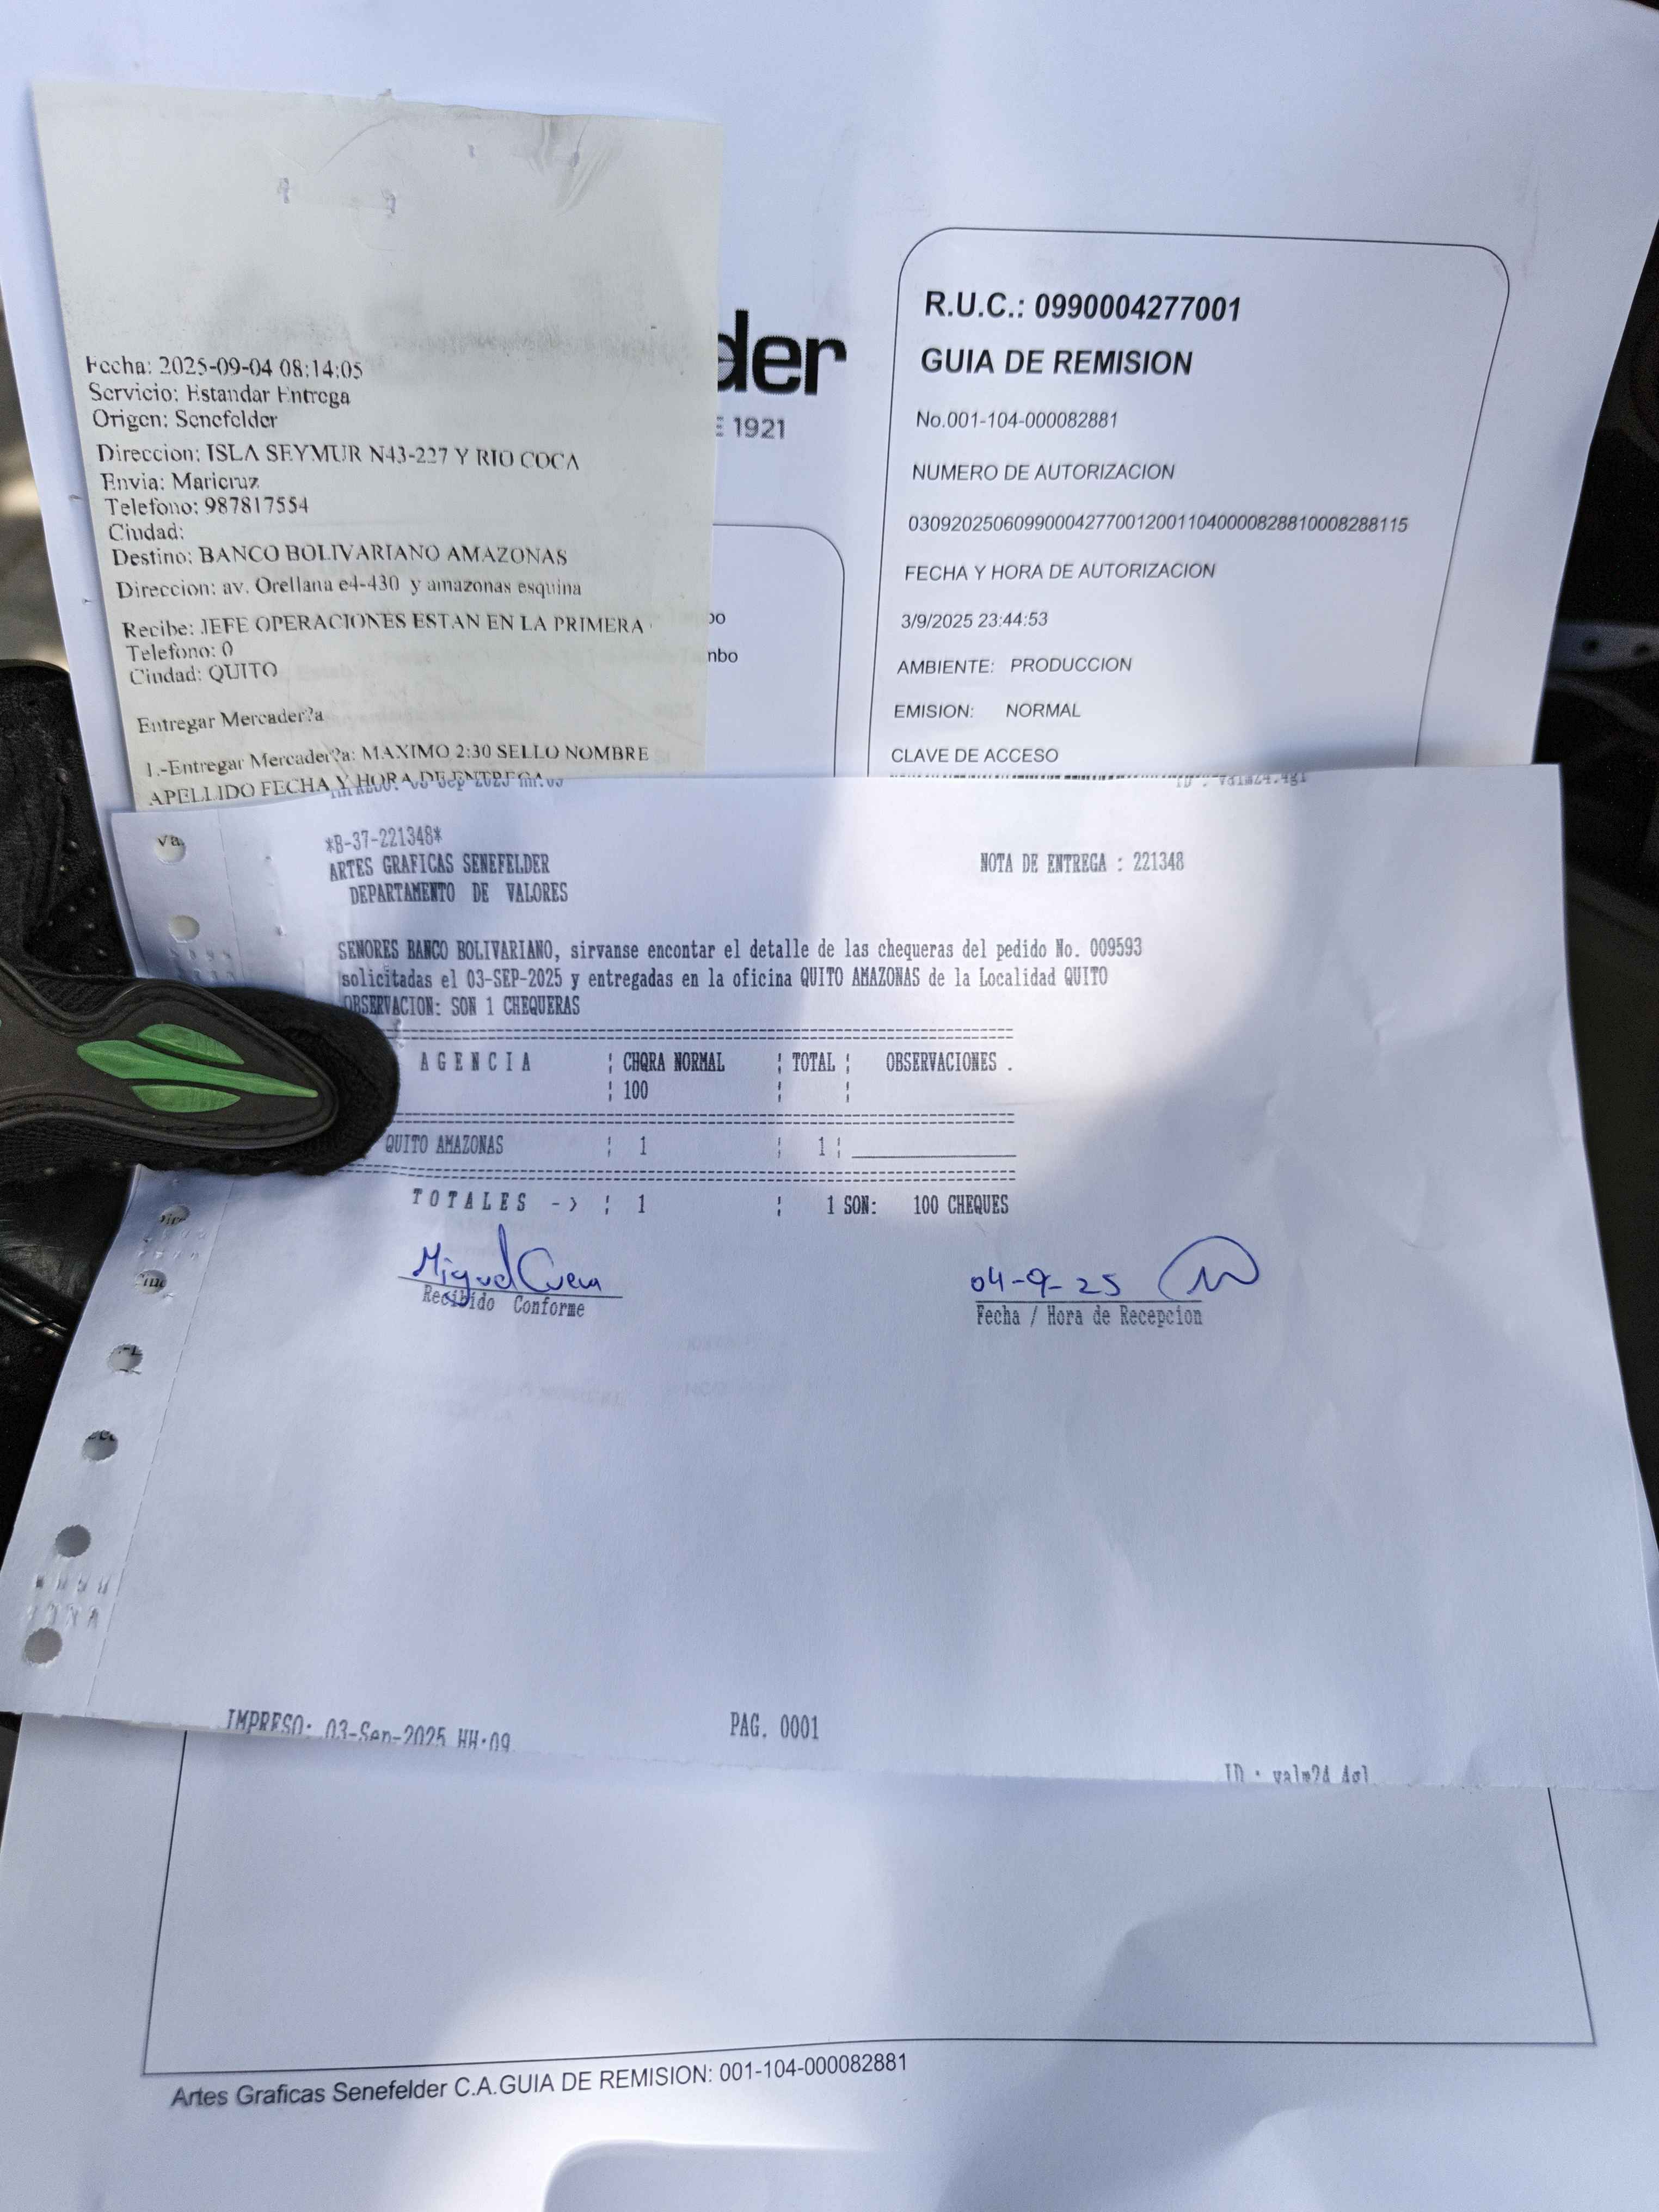 Fecha: 2025-09-04 08:14:05
Servicio: Estandar Entrega
Origen: Senefelder
Direccion: ISLA SEYMUR N43-227 Y RIO COCA
Envia: Maricruz
Telefono: 987817554
Ciudad:
Destino: BANCO BOLIVARIANO AMAZONAS
Direccion: av. Orellana e4-430 y amazonas esquina
Recibe: JEFE OPERACIONES ESTAN EN LA PRIMERA
Telefono: 0
Ciudad: QUITO
Entregar Mercader?a
1.-Entregar Mercader?a: MAXIMO 2:30 SELLO NOMBRE
APELLIDO FECHA Y HORA DE ENTREGA
der
E 1921
bo
mbo
R.U.C.: 0990004277001
GUIA DE REMISION
No.001-104-000082881
NUMERO DE AUTORIZACION
0309202506099000427700120011040000828810008288115
FECHA Y HORA DE AUTORIZACION
3/9/2025 23:44:53
AMBIENTE: PRODUCCION
EMISION: NORMAL
CLAVE DE ACCESO
*B-37-221348*
ARTES GRAFICAS SENEFELDER
DEPARTAMENTO DE VALORES
NOTA DE ENTREGA : 221348
SENORES BANCO BOLIVARIANO, sirvanse encontar el detalle de las chequeras del pedido No. 009593
solicitadas el 03-SEP-2025 y entregadas en la oficina QUITO AMAZONAS de la Localidad QUITO
OBSERVACION: SON 1 CHEQUERAS
A G E N C I A ¦ CHQRA NORMAL ¦ TOTAL ¦ OBSERVACIONES .
¦ 100 ¦ ¦
QUITO AMAZONAS ¦ 1 ¦ 1 ¦
T O T A L E S - > ¦ 1 ¦ 1 SON: 100 CHEQUES
Miguel Cueva
Recibido Conforme
04-9-25
Fecha / Hora de Recepcion
IMPRESO: 03-Sep-2025 HH:09
PAG. 0001
ID : valm24.4gl
Artes Graficas Senefelder C.A.GUIA DE REMISION: 001-104-000082881